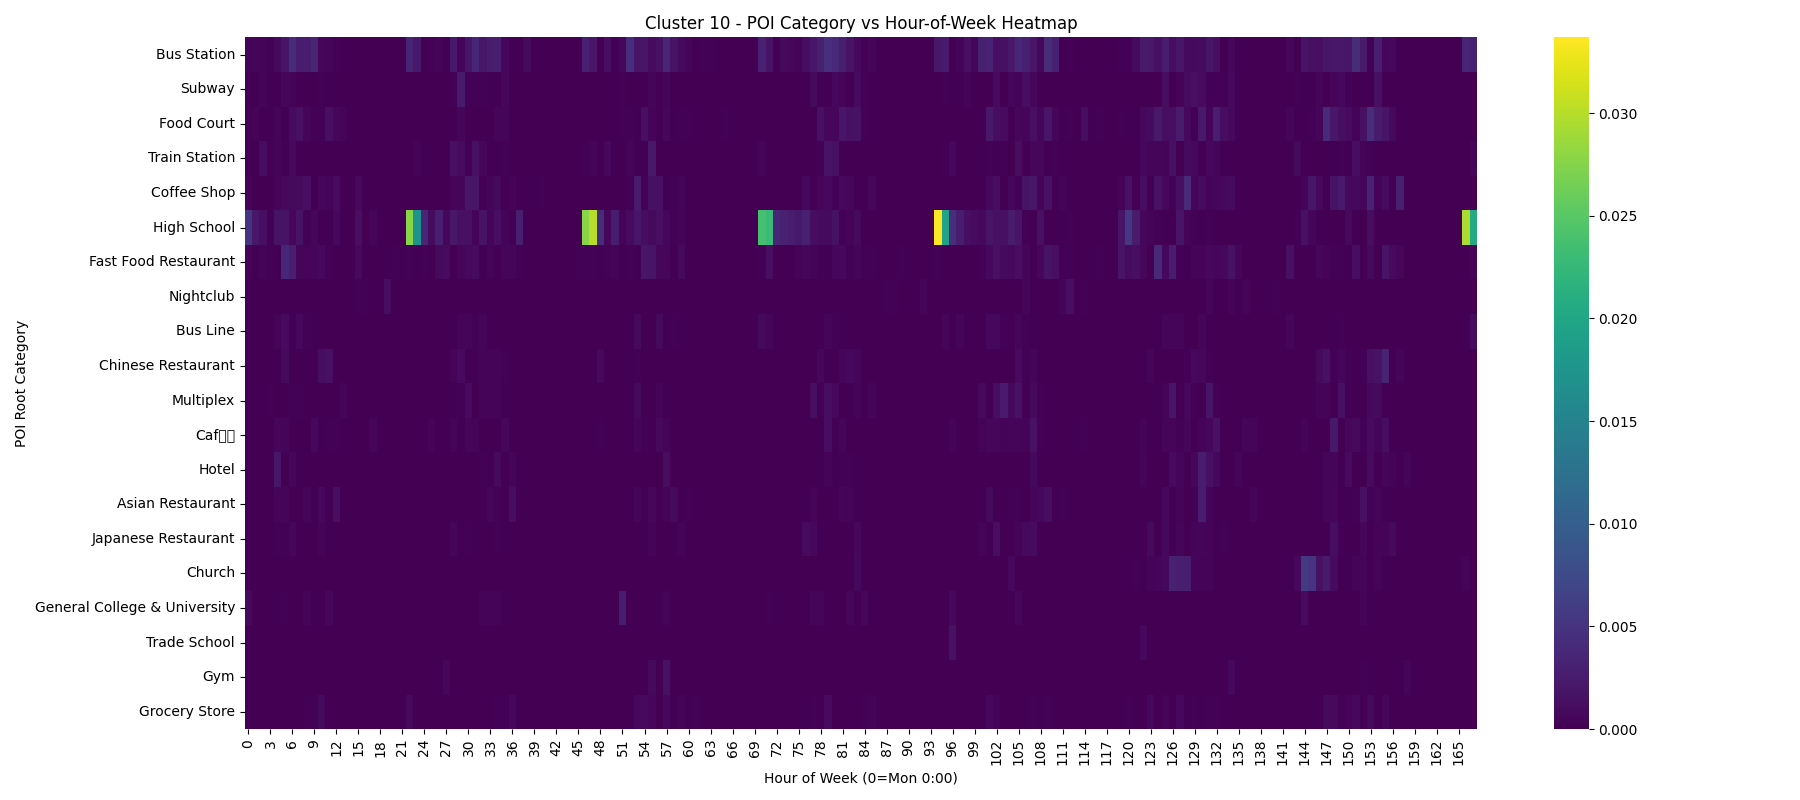 Cluster 10 - POI Category vs Hour-of-Week Heatmap
POI Root Category
Bus Station
Subway
Food Court
Train Station
Coffee Shop
High School
Fast Food Restaurant
Nightclub
Bus Line
Chinese Restaurant
Multiplex
Caf□□
Hotel
Asian Restaurant
Japanese Restaurant
Church
General College & University
Trade School
Gym
Grocery Store
0 3 6 9 12 15 18 21 24 27 30 33 36 39 42 45 48 51 54 57 60 63 66 69 72 75 78 81 84 87 90 93 96 99 102 105 108 111 114 117 120 123 126 129 132 135 138 141 144 147 150 153 156 159 162 165
Hour of Week (0=Mon 0:00)
0.030
0.025
0.020
0.015
0.010
0.005
0.000